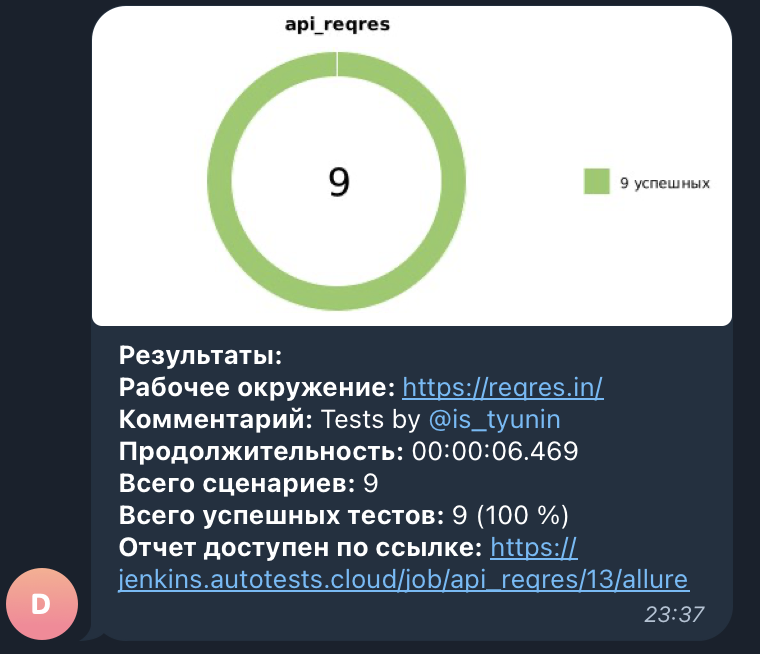 api_reqres
9
9 успешных
Результаты:
Рабочее окружение: https://reqres.in/
Комментарий: Tests by @is_tyunin
Продолжительность: 00:00:06.469
Всего сценариев: 9
Всего успешных тестов: 9 (100 %)
Отчет доступен по ссылке: https://
jenkins.autotests.cloud/job/api_reqres/13/allure
D
23:37